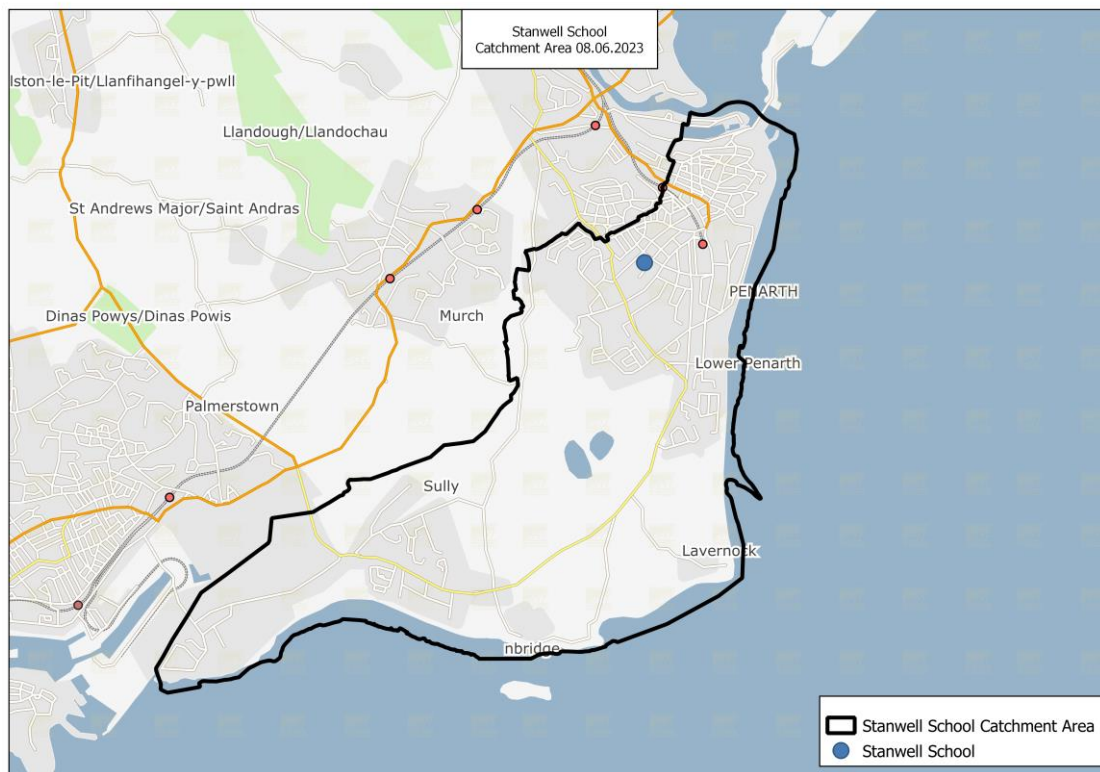 Stanwell School
Catchment Area 08.06.2023
lston-le-Pit/Llanfihangel-y-pwll
Llandough/Llandochau
St Andrews Major/Saint Andras
PENARTH
Dinas Powys/Dinas Powis
Murch
Lower Penarth
Palmerstown
Sully
Lavernock
nbridge
Stanwell School Catchment Area
Stanwell School